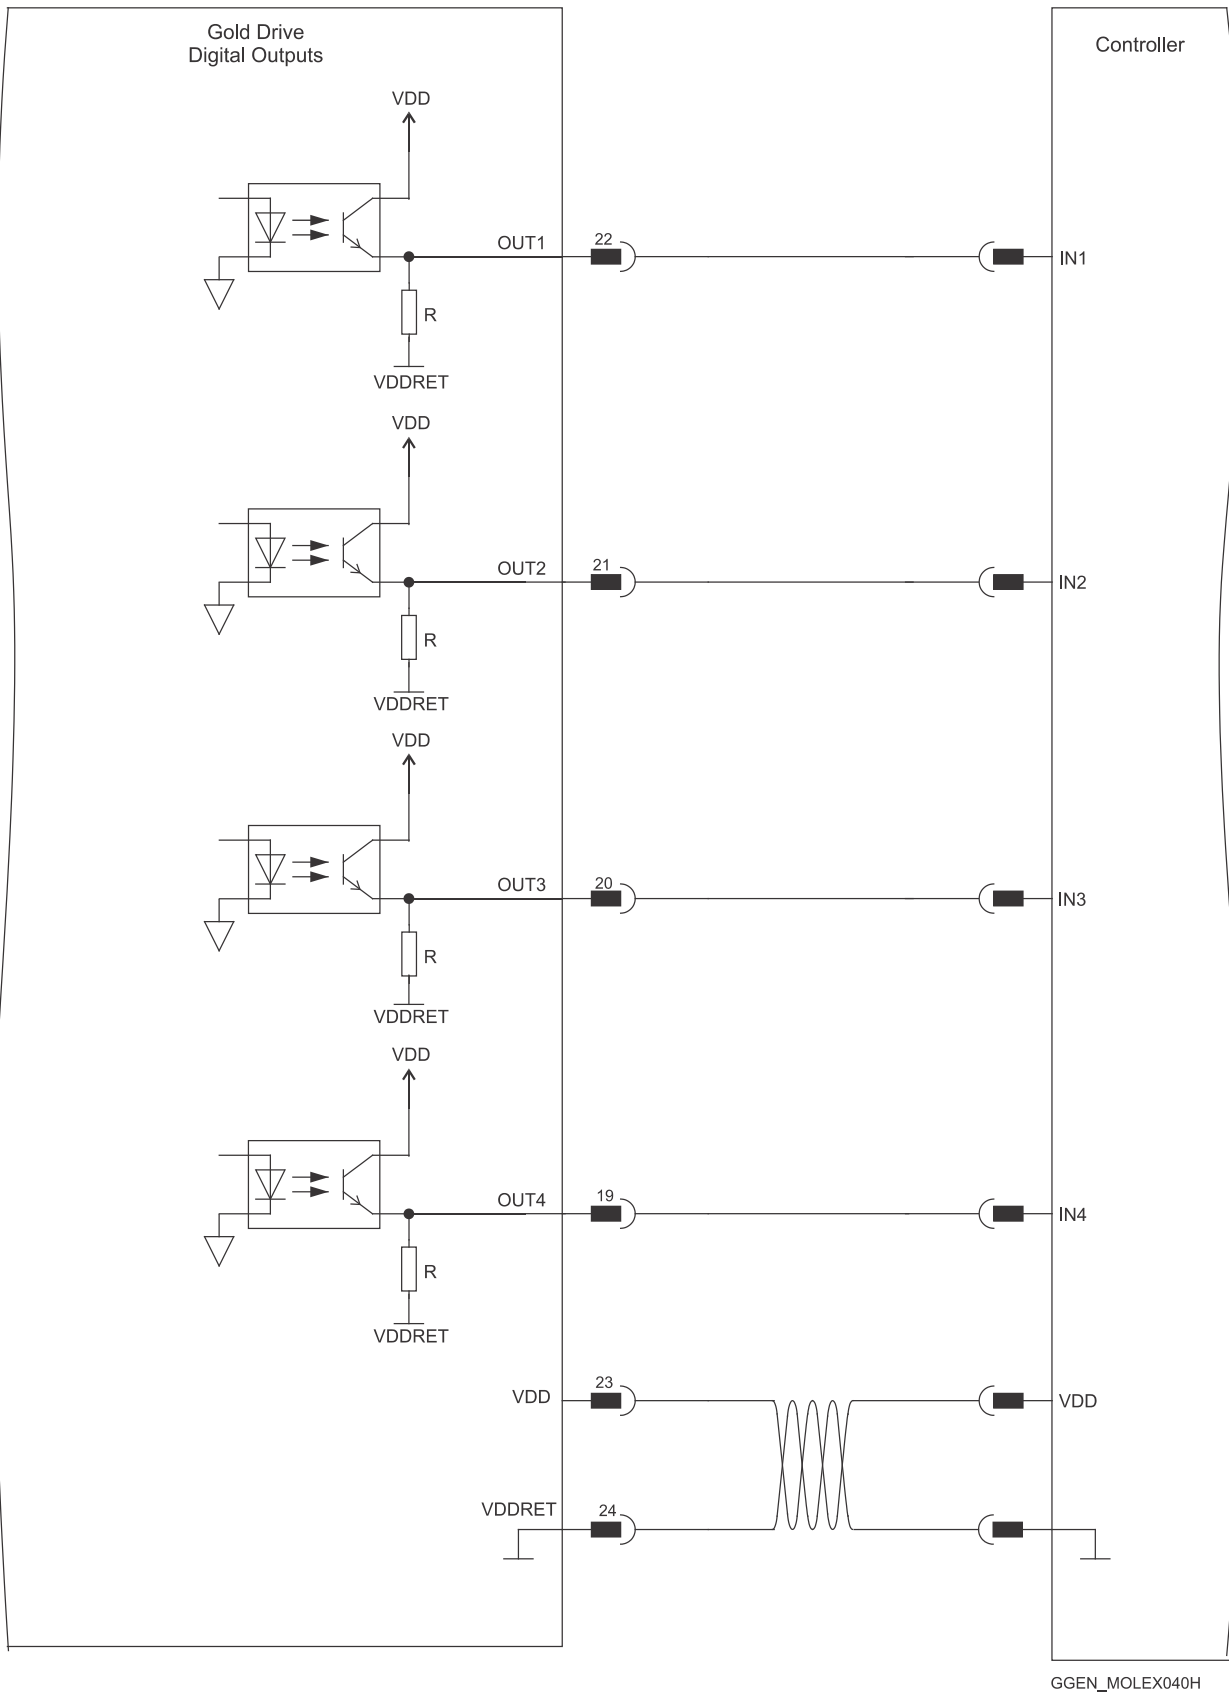 Gold Drive
Digital Outputs
Controller
VDD
OUT1
22
IN1
R
VDDRET
VDD
OUT2
21
IN2
R
VDDRET
VDD
OUT3
20
IN3
R
VDDRET
VDD
OUT4
19
IN4
R
VDDRET
VDD
23
VDD
VDDRET
24
GGEN_MOLEX040H